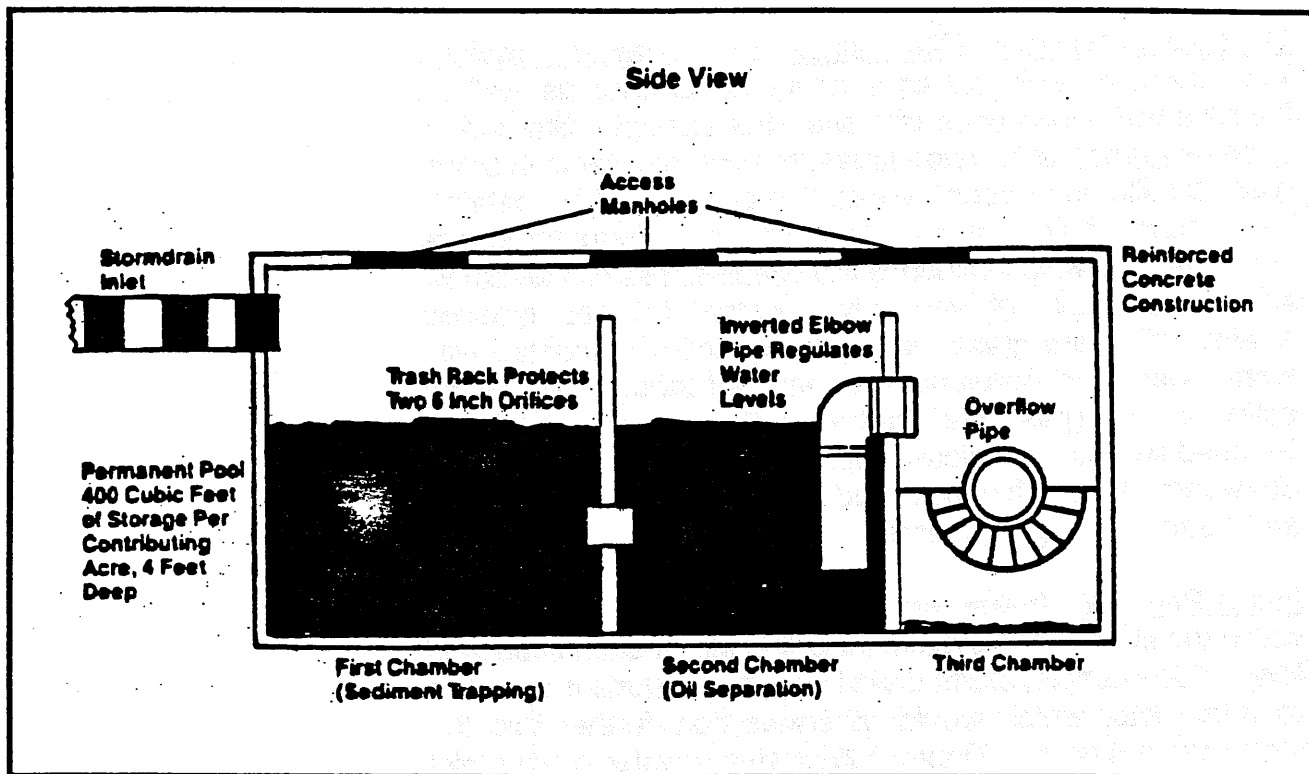 Side View
Access
Manholes
Stormdrain
Inlet
Reinforced
Concrete
Construction
Inverted Elbow
Pipe Regulates
Water
Levels
Trash Rack Protects
Two 6 Inch Orifices
Overflow
Pipe
Permanent Pool
400 Cubic Feet
of Storage Per
Contributing
Acre, 4 Feet
Deep
First Chamber
(Sediment Trapping)
Second Chamber
(Oil Separation)
Third Chamber